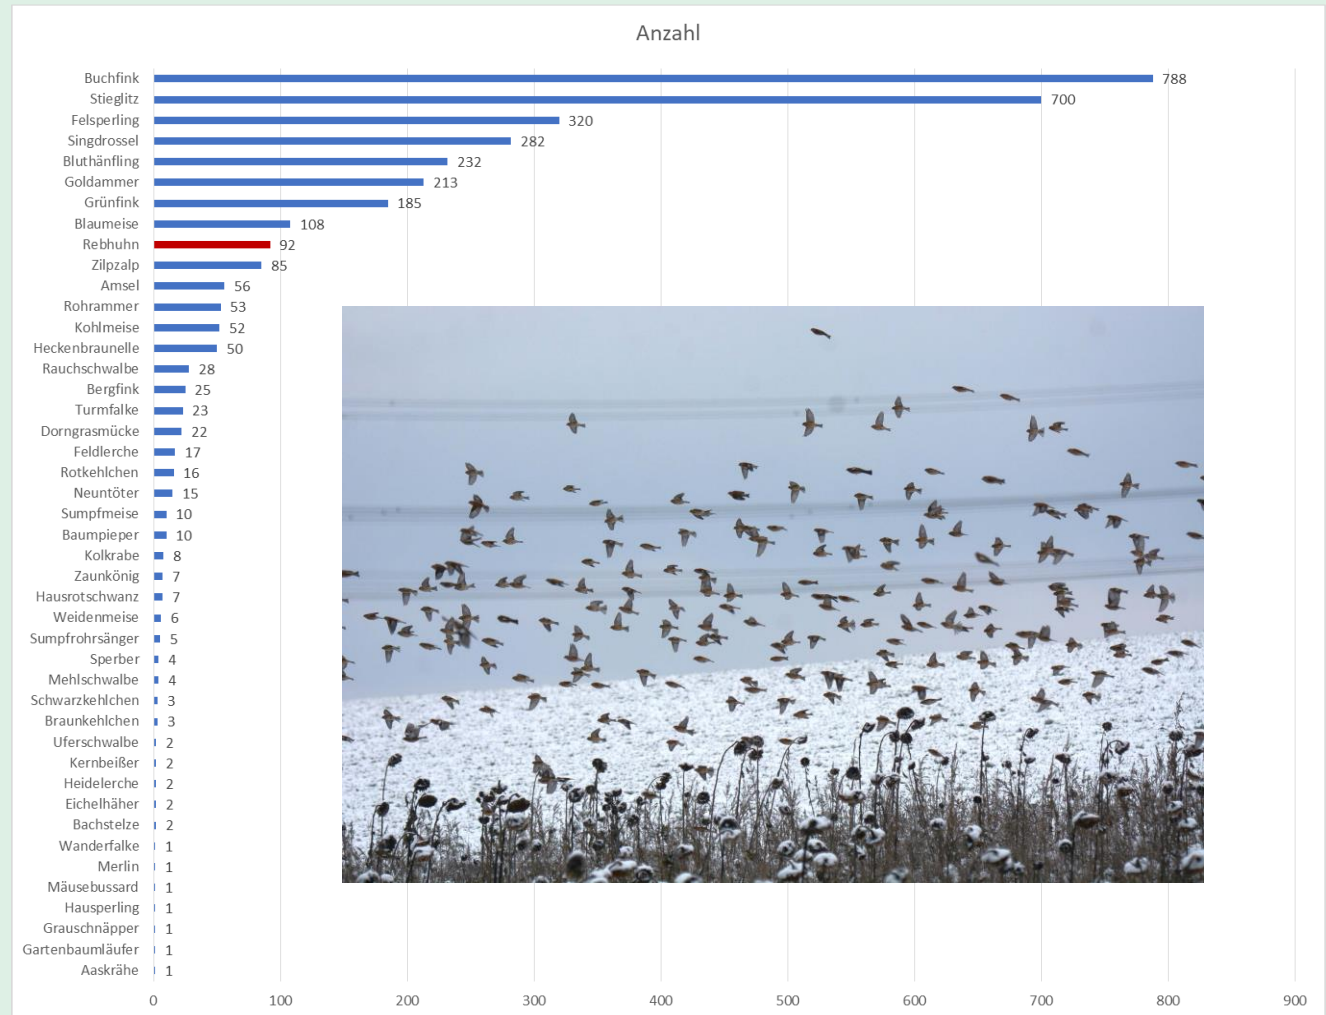 Anzahl
Buchfink 788
Stieglitz 700
Felsperling 320
Singdrossel 282
Bluthänfling 232
Goldammer 213
Grünfink 185
Blaumeise 108
Rebhuhn 92
Zilpzalp 85
Amsel 56
Rohrammer 53
Kohlmeise 52
Heckenbraunelle 50
Rauchschwalbe 28
Bergfink 25
Turmfalke 23
Dorngrasmücke 22
Feldlerche 17
Rotkehlchen 16
Neuntöter 15
Sumpfmeise 10
Baumpieper 10
Kolkrabe 8
Zaunkönig 7
Hausrotschwanz 7
Weidenmeise 6
Sumpfrohrsänger 5
Sperber 4
Mehlschwalbe 4
Schwarzkehlchen 3
Braunkehlchen 3
Uferschwalbe 2
Kernbeißer 2
Heidelerche 2
Eichelhäher 2
Bachstelze 2
Wanderfalke 1
Merlin 1
Mäusebussard 1
Hausperling 1
Grauschnäpper 1
Gartenbaumläufer 1
Aaskrähe 1
0 100 200 300 400 500 600 700 800 900